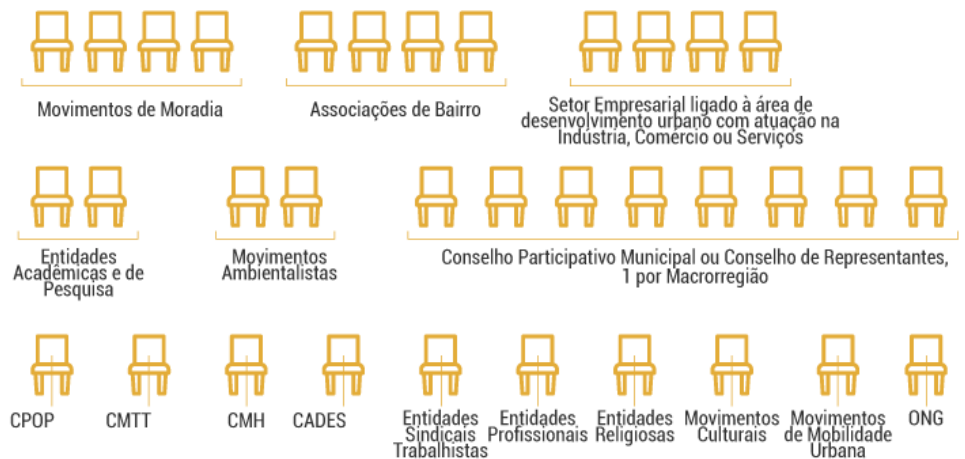 Movimentos de Moradia
Associações de Bairro
Setor Empresarial ligado à área de
desenvolvimento urbano com atuação na
Indústria, Comércio ou Serviços
Entidades
Acadêmicas e de
Pesquisa
Movimentos
Ambientalistas
Conselho Participativo Municipal ou Conselho de Representantes,
1 por Macrorregião
CPOP
CMTT
CMH
CADES
Entidades
Sindicais
Trabalhistas
Entidades
Profissionais
Entidades
Religiosas
Movimentos
Culturais
Movimentos
de Mobilidade
Urbana
ONG